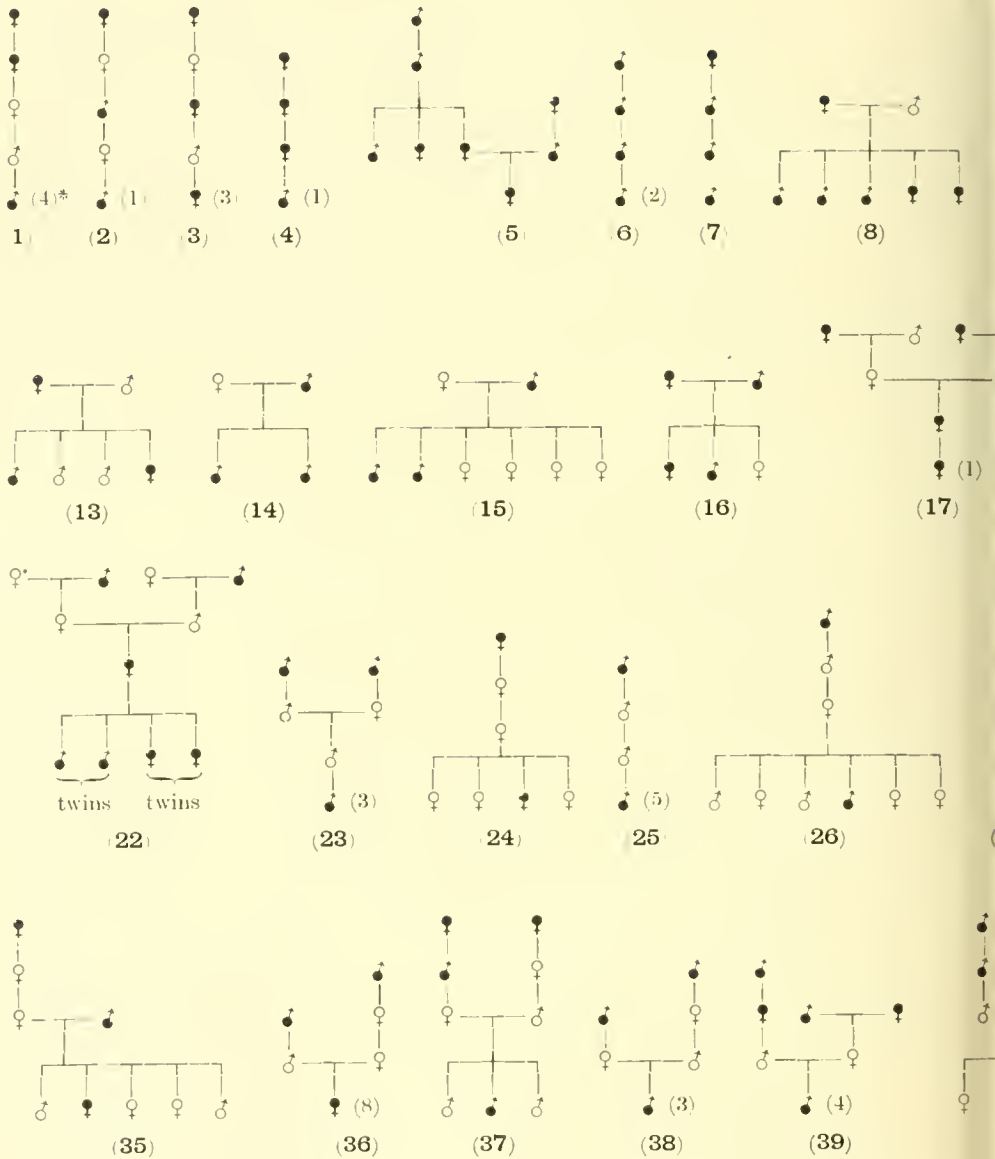 (4)* (1) (3) (1) (2)
1) (2) (3) (4) (5) (6) (7) (8)
(1)
(13) (14) (15) (16) (17)
twins twins (3) (5)
(22) (23) (24) 25) (26)
(8) (3) (4)
(35) (36) (37) (38) (39)